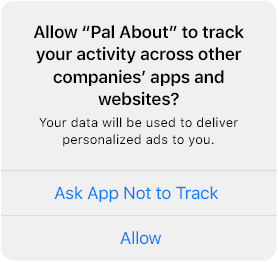 Allow “Pal About” to track
your activity across other
companies’ apps and
websites?
Your data will be used to deliver
personalized ads to you.
Ask App Not to Track
Allow